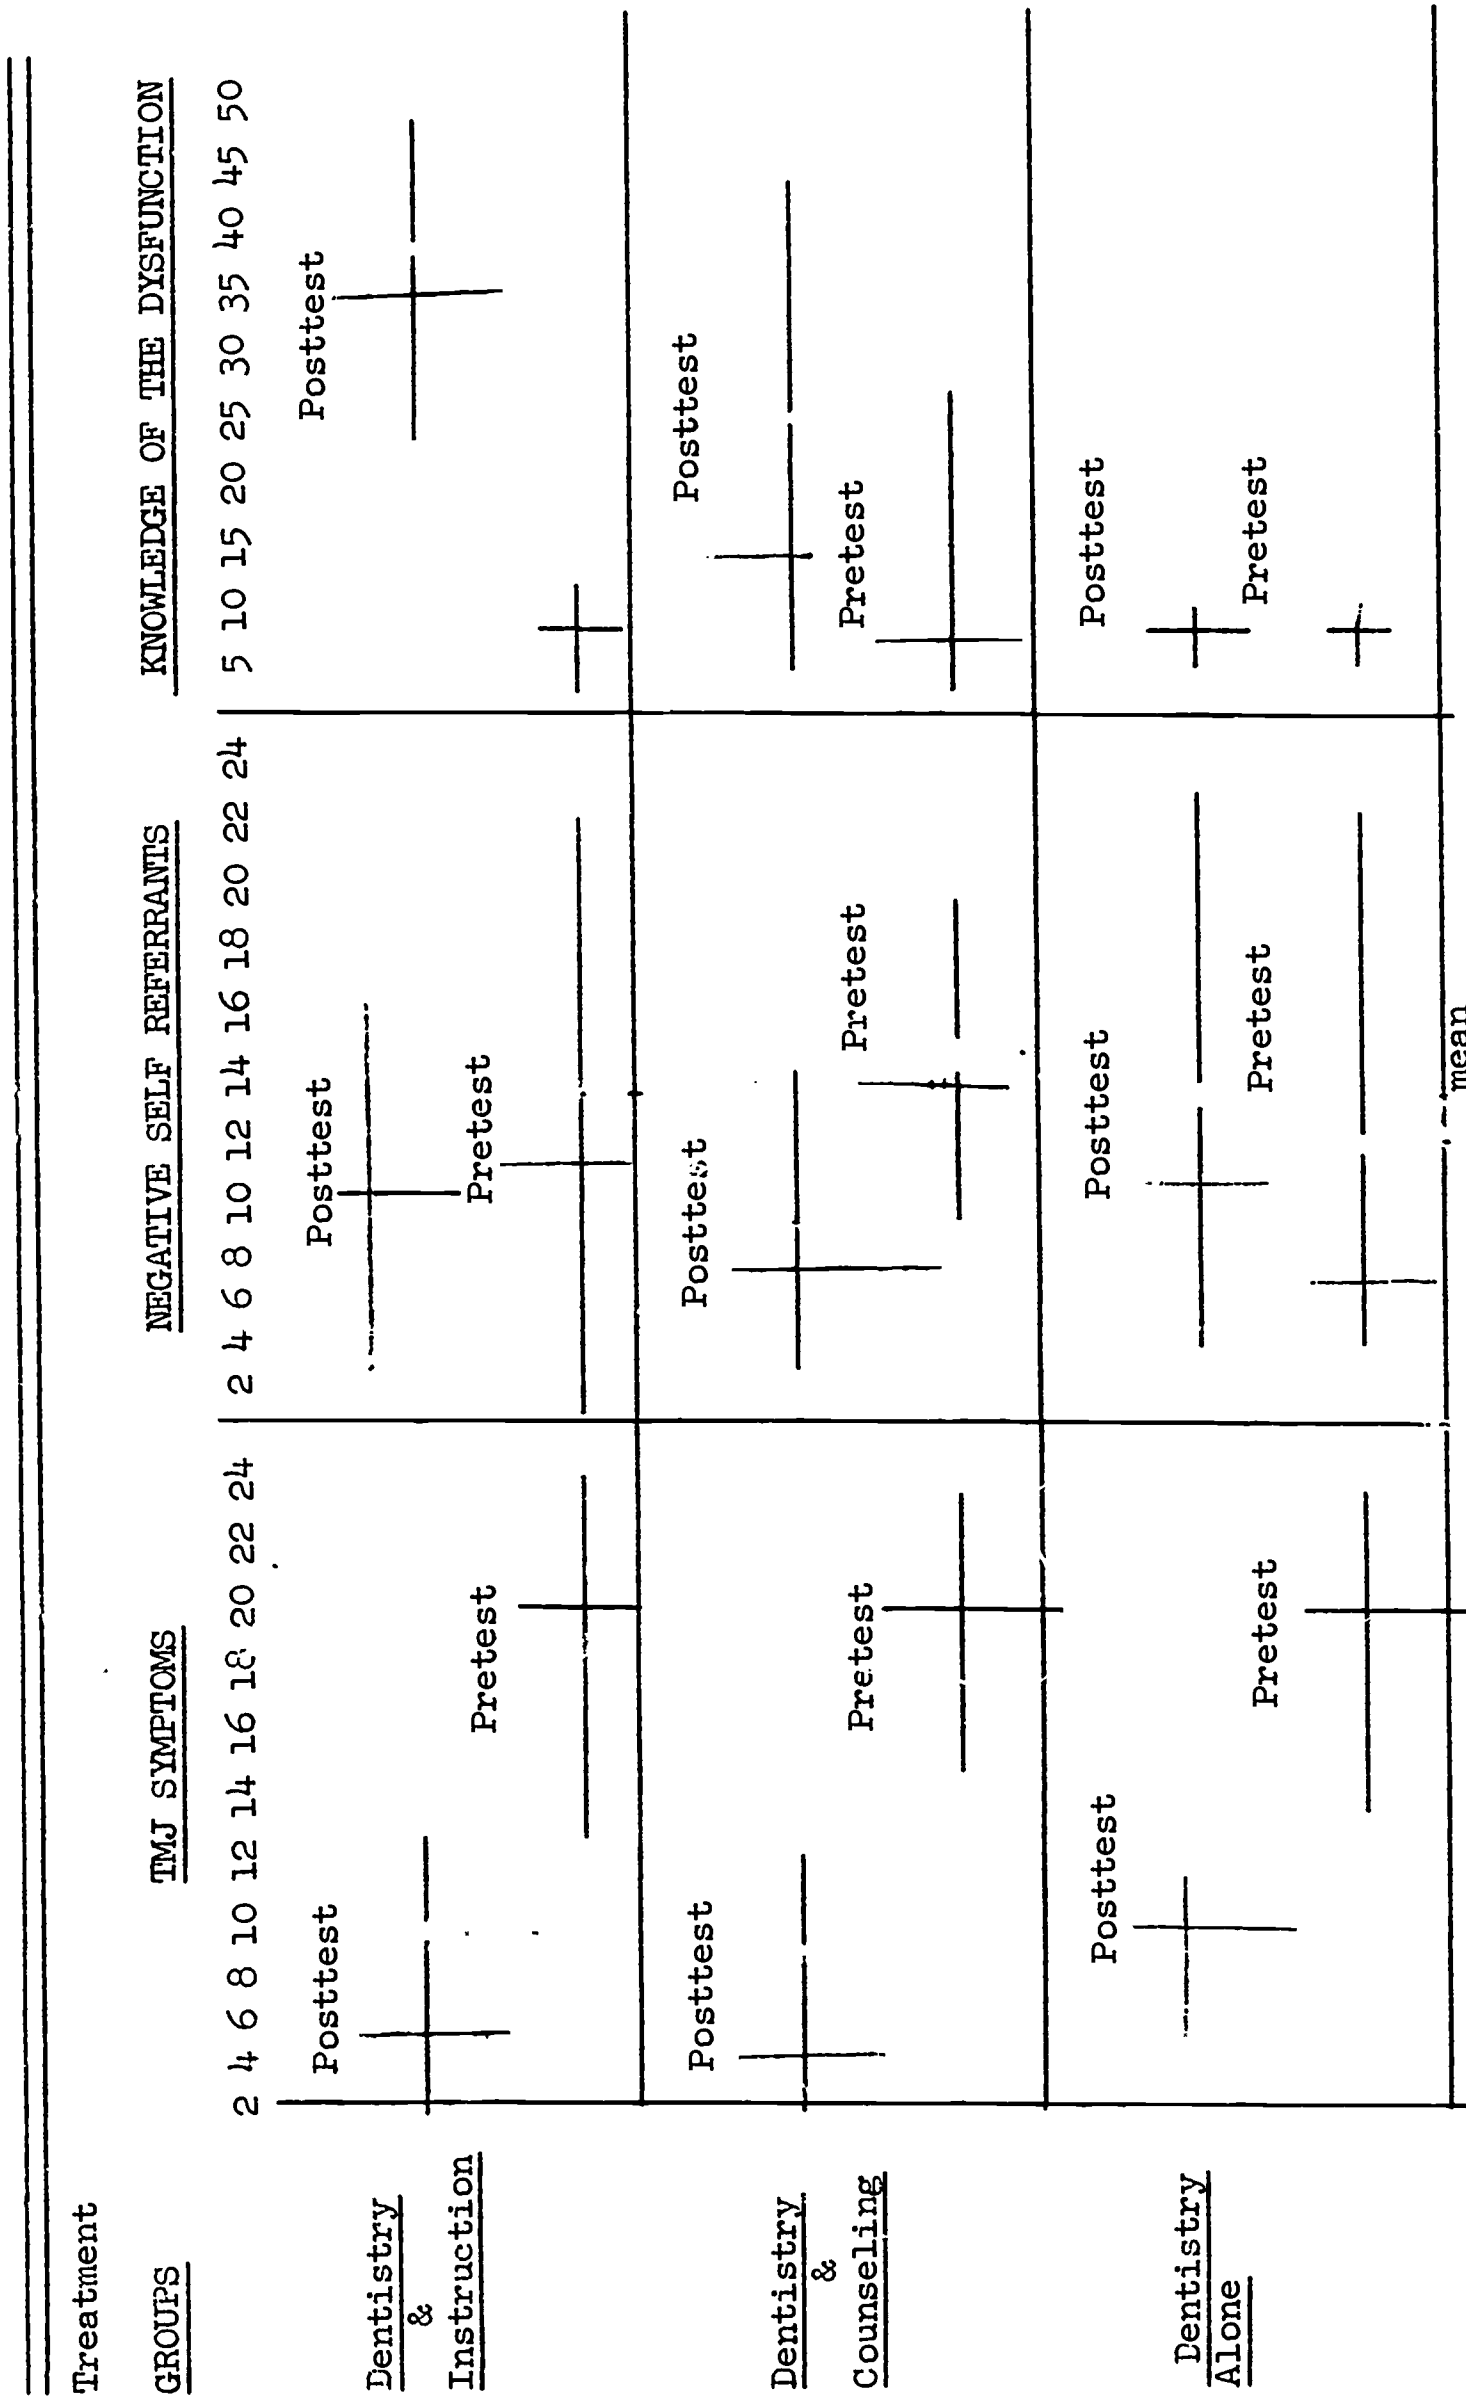 Treatment
GROUPS
TMJ SYMPTOMS
NEGATIVE SELF REFERRANTS
KNOWLEDGE OF THE DYSFUNCTION
2 4 6 8 10 12 14 16 18 20 22 24
2 4 6 8 10 12 14 16 18 20 22 24
5 10 15 20 25 30 35 40 45 50
Dentistry
&
Instruction
Posttest
Pretest
Posttest
Pretest
Posttest
Dentistry
&
Counseling
Posttest
Pretest
Posttest
Pretest
Posttest
Pretest
Dentistry
Alone
Posttest
Pretest
Posttest
Pretest
Posttest
Pretest
mean